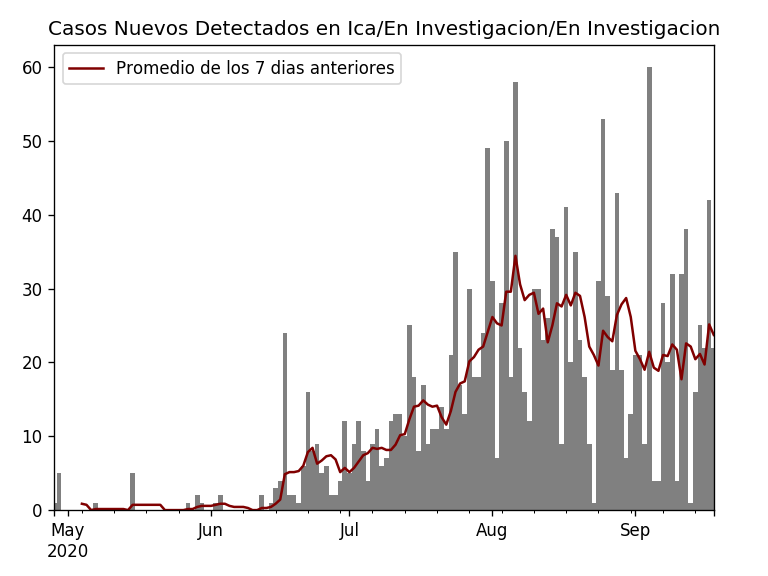 Casos Nuevos Detectados en Ica/En Investigacion/En Investigacion
Promedio de los 7 dias anteriores
60
50
40
30
20
10
0
May
2020
Jun
Jul
Aug
Sep